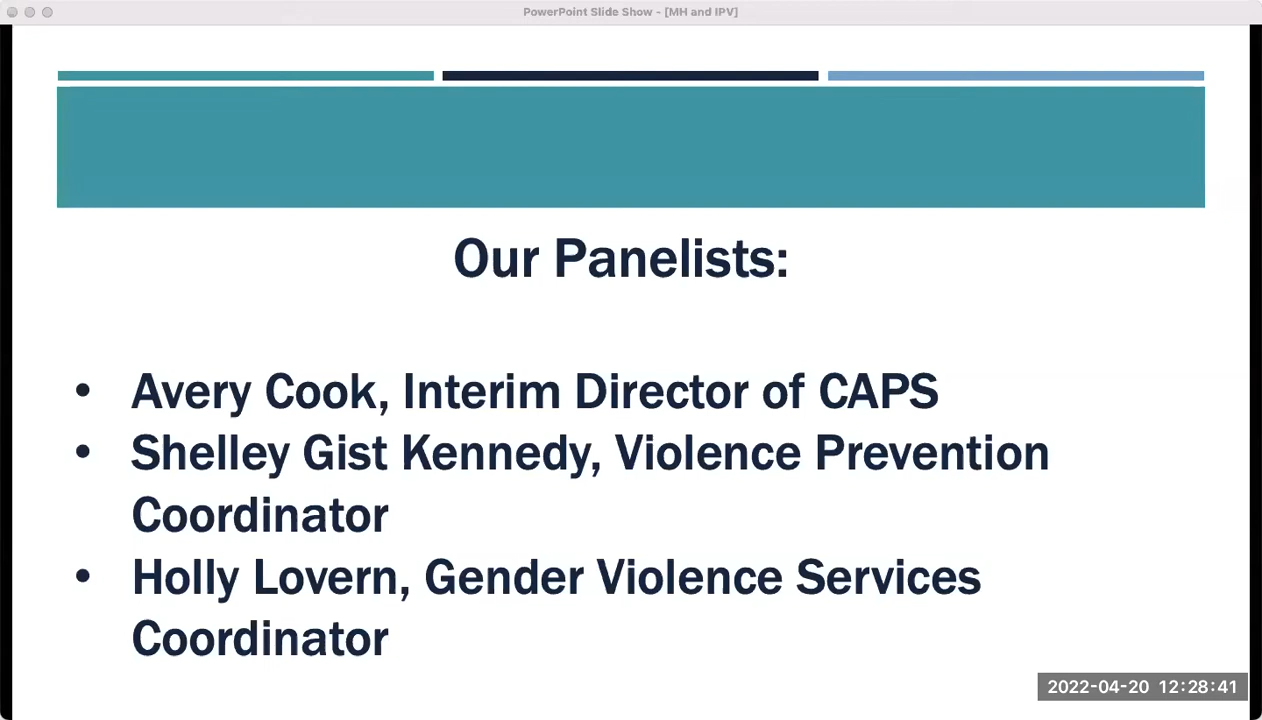 PowerPoint Slide Show - [MH and IPV]
Our Panelists:
• Avery Cook, Interim Director of CAPS
• Shelley Gist Kennedy, Violence Prevention
Coordinator
• Holly Lovern, Gender Violence Services
Coordinator
2022-04-20 12:28:41